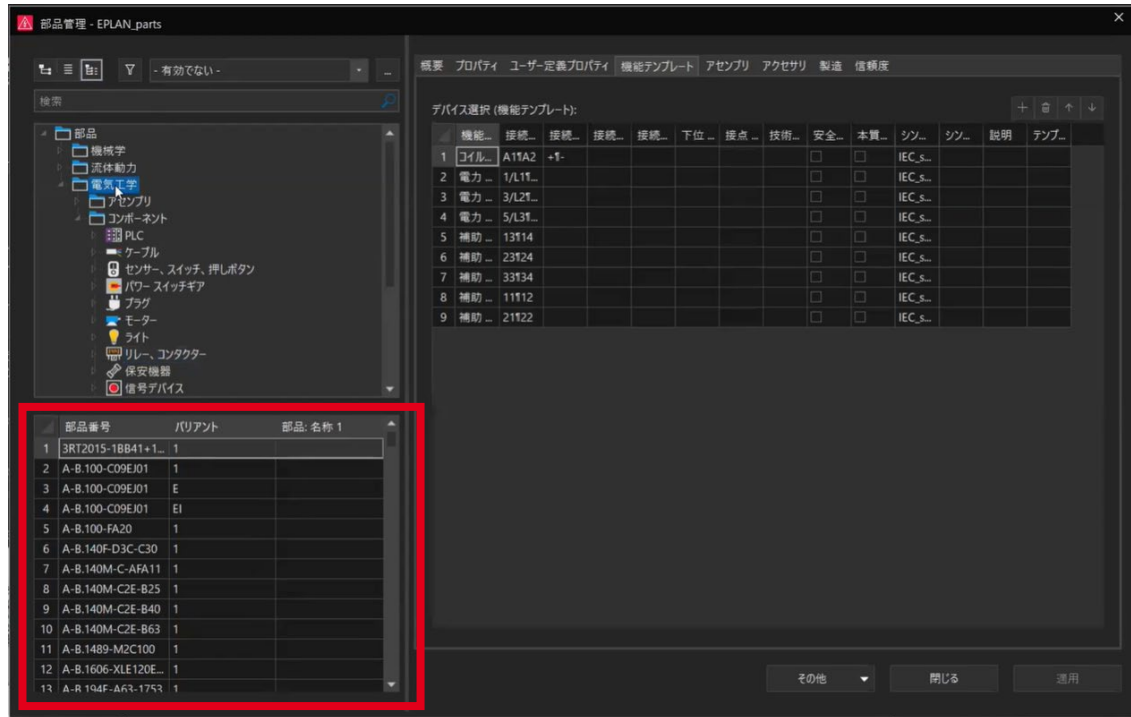 部品管理 - EPLAN_parts
- 有効でない -
...
検索
部品
機械学
流体動力
電気工学
アセンブリ
コンポーネント
PLC
ケーブル
センサー、スイッチ、押しボタン
パワー スイッチギア
プラグ
モーター
ライト
リレー、コンタクター
保安機器
信号デバイス
部品番号 バリアント 部品: 名称 1
1 3RT2015-1BB41+1... 1
2 A-B.100-C09EJ01 1
3 A-B.100-C09EJ01 E
4 A-B.100-C09EJ01 EI
5 A-B.100-FA20 1
6 A-B.140F-D3C-C30 1
7 A-B.140M-C-AFA11 1
8 A-B.140M-C2E-B25 1
9 A-B.140M-C2E-B40 1
10 A-B.140M-C2E-B63 1
11 A-B.1489-M2C100 1
12 A-B.1606-XLE120E... 1
13 A-B.194E-A63-1753 1
概要 プロパティ ユーザー定義プロパティ 機能テンプレート アセンブリ アクセサリ 製造 信頼度
デバイス選択 (機能テンプレート):
機能... 接続... 接続... 接続... 接続... 下位 ... 接点 ... 技術... 安全... 本質... シン... シン... 説明 テンプ...
1 コイル... A1¶A2 +¶- IEC_s...
2 電力 ... 1/L1¶... IEC_s...
3 電力 ... 3/L2¶... IEC_s...
4 電力 ... 5/L3¶... IEC_s...
5 補助 ... 13¶14 IEC_s...
6 補助 ... 23¶24 IEC_s...
7 補助 ... 33¶34 IEC_s...
8 補助 ... 11¶12 IEC_s...
9 補助 ... 21¶22 IEC_s...
その他 閉じる 適用